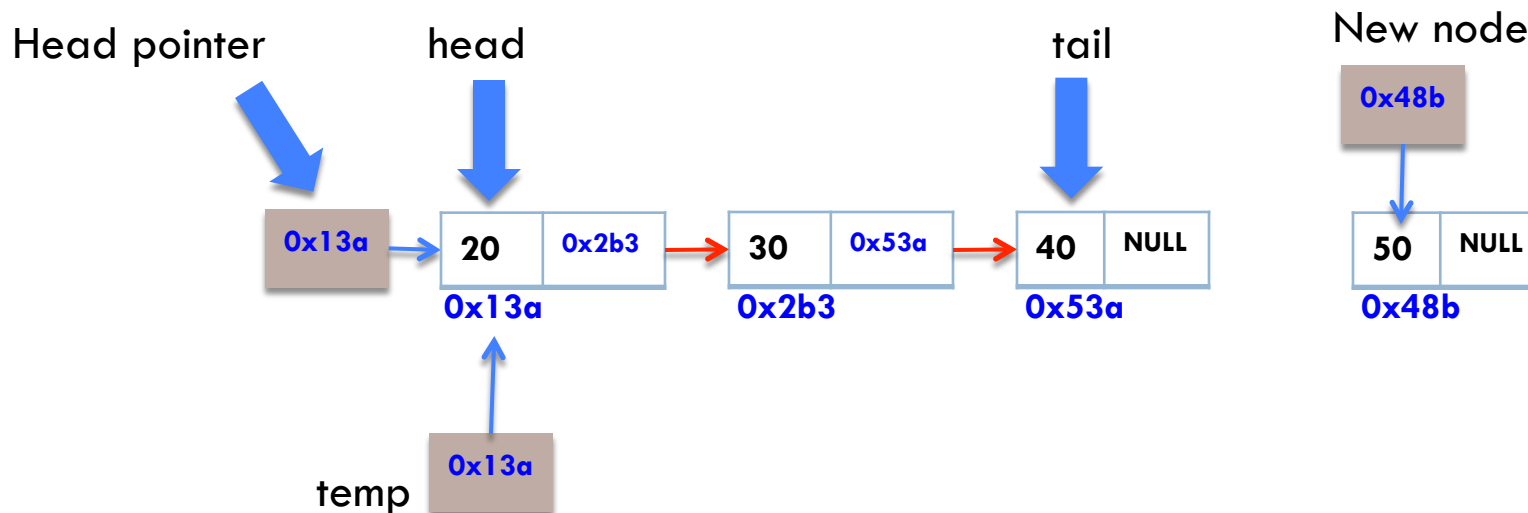 Head pointer
head
tail
New node
0x48b
0x13a
20
0x2b3
30
0x53a
40
NULL
50
NULL
0x13a
0x2b3
0x53a
0x48b
0x13a
temp